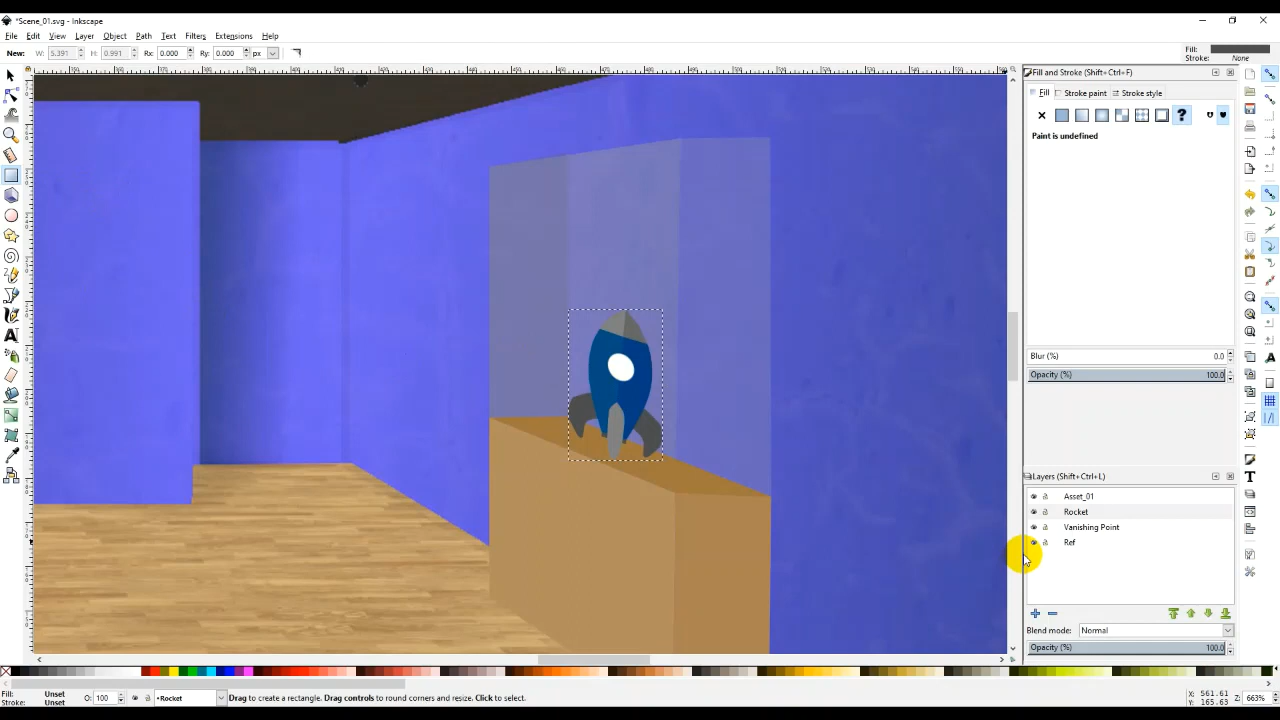 *Scene_01.svg - Inkscape
File Edit View Layer Object Path Text Filters Extensions Help
New: W: 5.391 H: 0.991 Rx: 0.000 Ry: 0.000 px
Fill:
Stroke: None
Fill and Stroke (Shift+Ctrl+F)
Fill Stroke paint Stroke style
?
Paint is undefined
Blur (%) 0.0
Opacity (%) 100.0
Layers (Shift+Ctrl+L)
Asset_01
Rocket
Vanishing Point
Ref
Blend mode: Normal
Opacity (%) 100.0
Fill: Unset
Stroke: Unset
O: 100
•Rocket
Drag to create a rectangle. Drag controls to round corners and resize. Click to select.
X: 561.61
Y: 165.63
Z: 663%